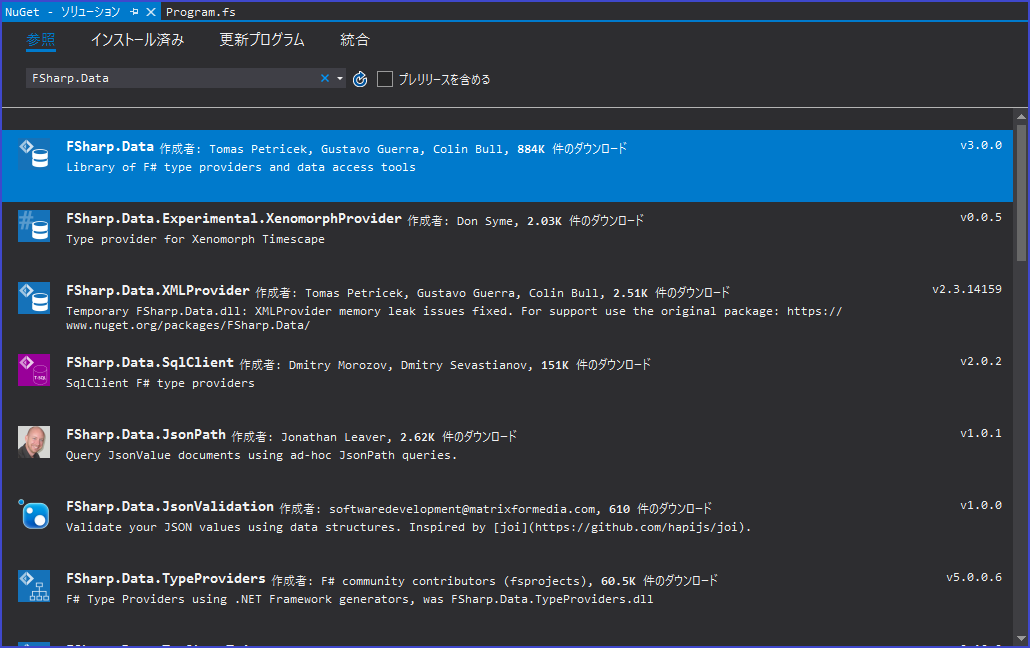 NuGet - ソリューション
Program.fs
参照 インストール済み 更新プログラム 統合
FSharp.Data
プレリリースを含める
FSharp.Data 作成者: Tomas Petricek, Gustavo Guerra, Colin Bull, 884K 件のダウンロード v3.0.0
Library of F# type providers and data access tools
FSharp.Data.Experimental.XenomorphProvider 作成者: Don Syme, 2.03K 件のダウンロード v0.0.5
Type provider for Xenomorph Timescape
FSharp.Data.XMLProvider 作成者: Tomas Petricek, Gustavo Guerra, Colin Bull, 2.51K 件のダウンロード v2.3.14159
Temporary FSharp.Data.dll: XMLProvider memory leak issues fixed. For support use the original package: https://
www.nuget.org/packages/FSharp.Data/
FSharp.Data.SqlClient 作成者: Dmitry Morozov, Dmitry Sevastianov, 151K 件のダウンロード v2.0.2
T-SQL
SqlClient F# type providers
FSharp.Data.JsonPath 作成者: Jonathan Leaver, 2.62K 件のダウンロード v1.0.1
Query JsonValue documents using ad-hoc JsonPath queries.
FSharp.Data.JsonValidation 作成者: softwaredevelopment@matrixformedia.com, 610 件のダウンロード v1.0.0
Validate your JSON values using data structures. Inspired by [joi](https://github.com/hapijs/joi).
FSharp.Data.TypeProviders 作成者: F# community contributors (fsprojects), 60.5K 件のダウンロード v5.0.0.6
F# Type Providers using .NET Framework generators, was FSharp.Data.TypeProviders.dll